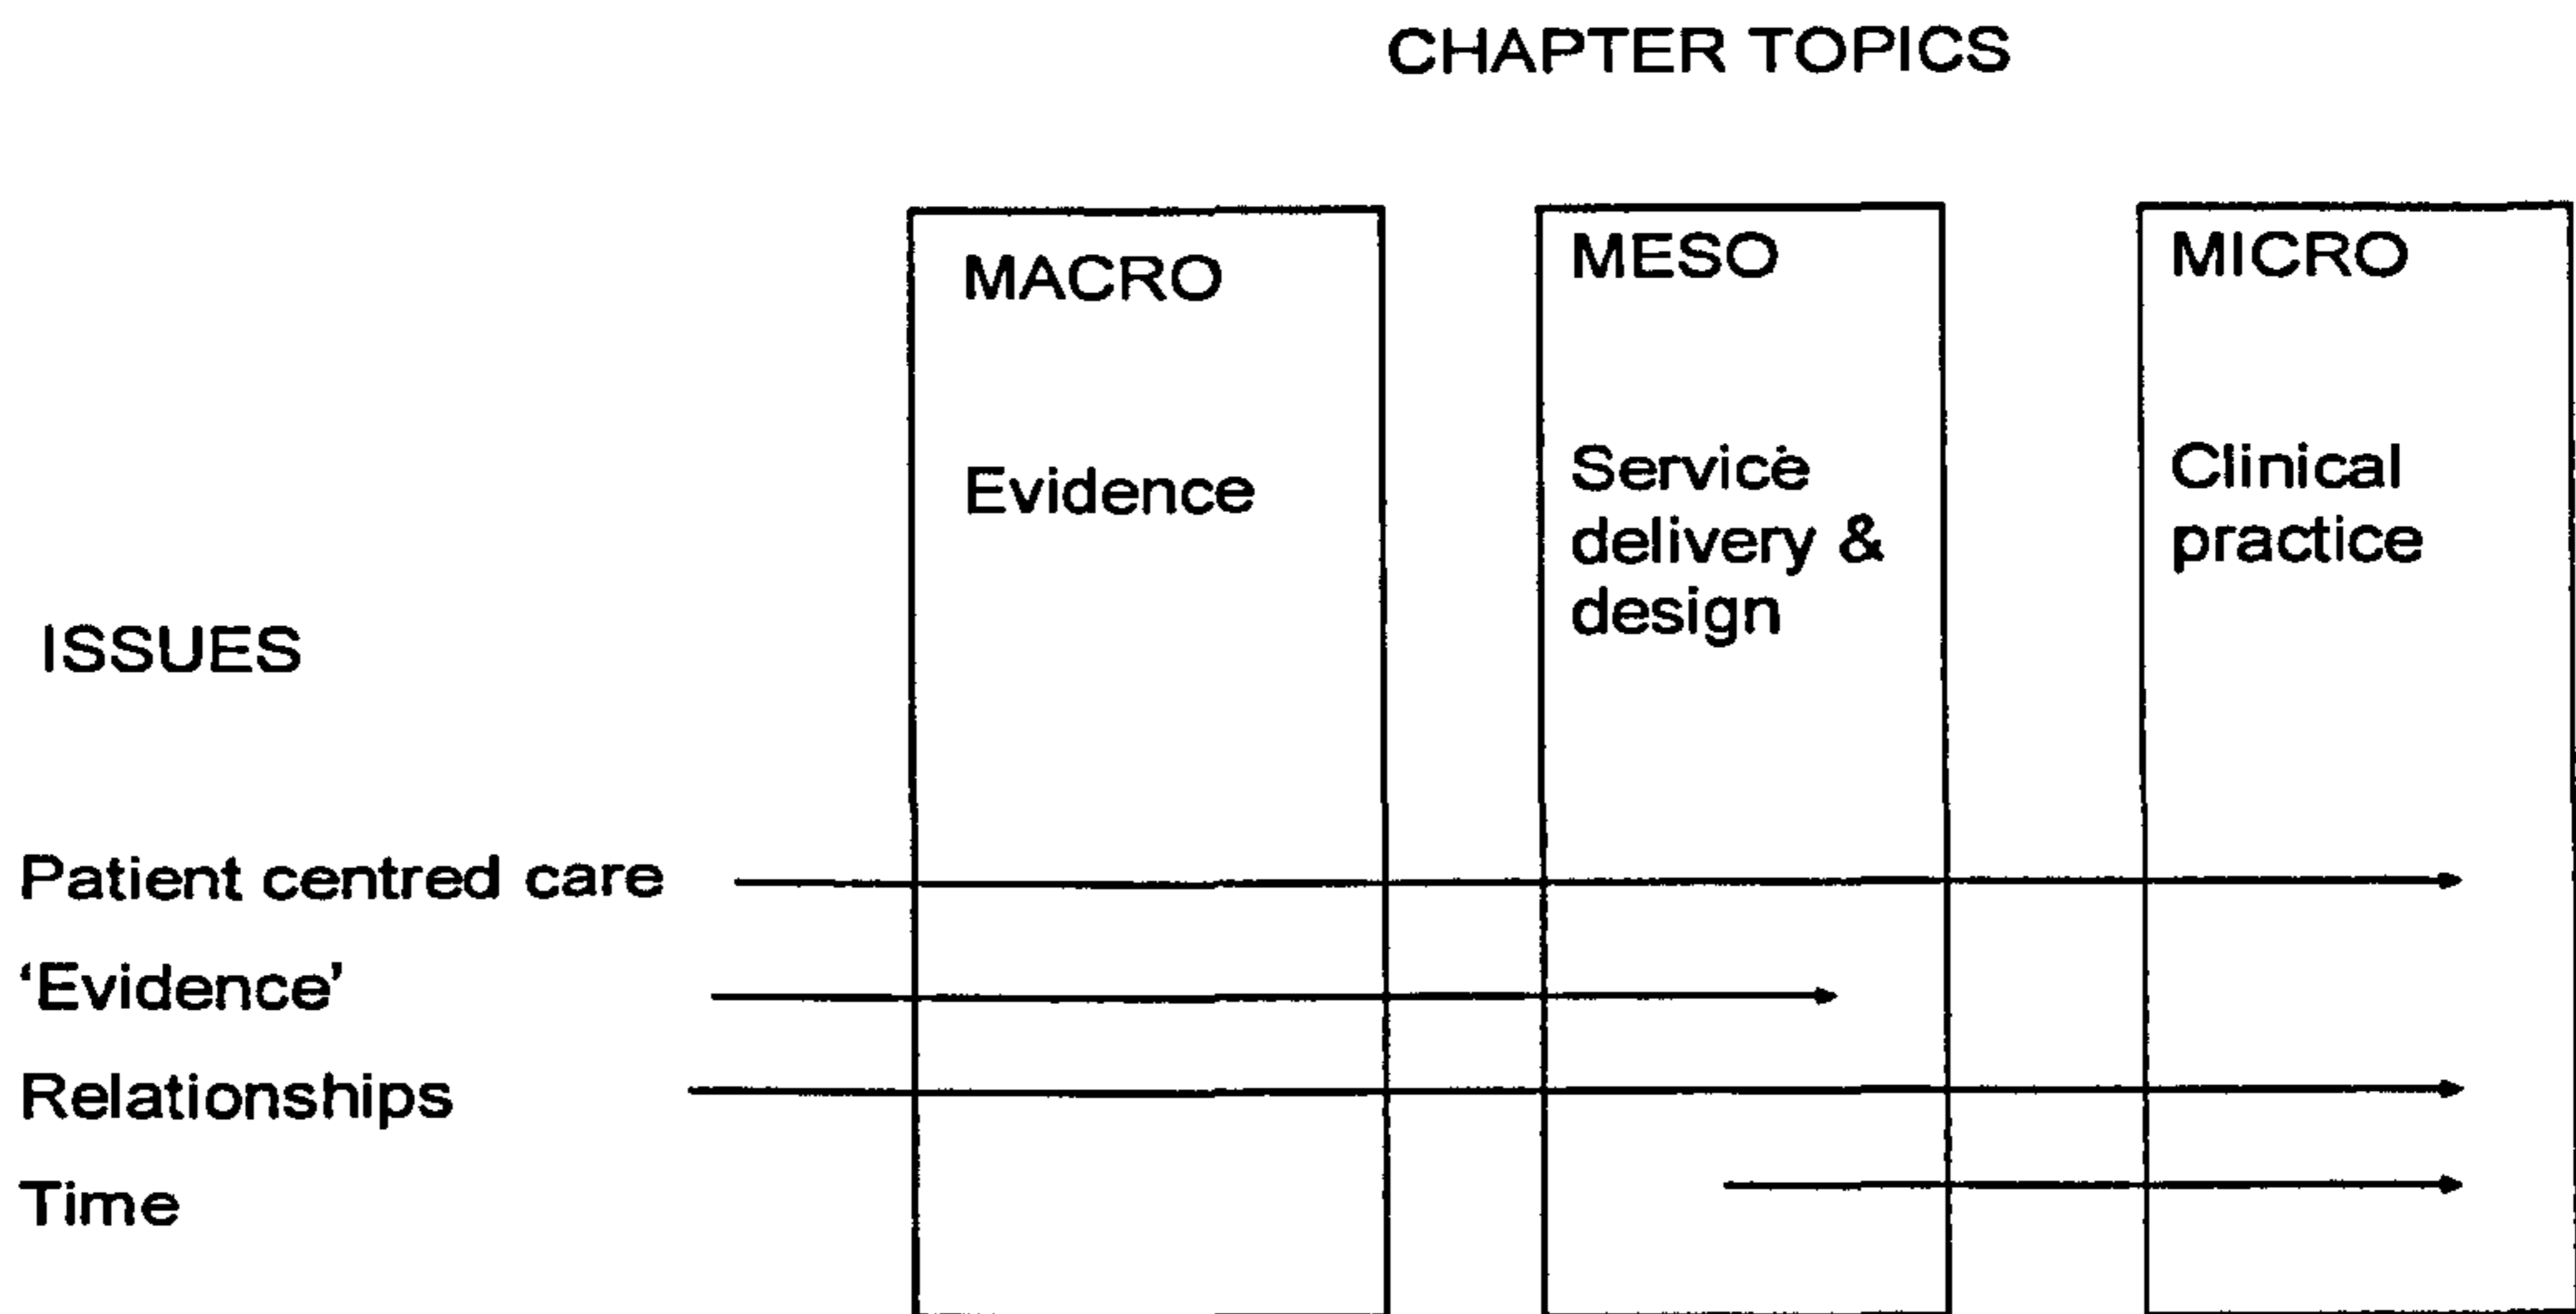 CHAPTER TOPICS
MACRO
Evidence
MESO
Service
delivery &
design
MICRO
Clinical
practice
ISSUES
Patient centred care
‘Evidence’
Relationships
Time